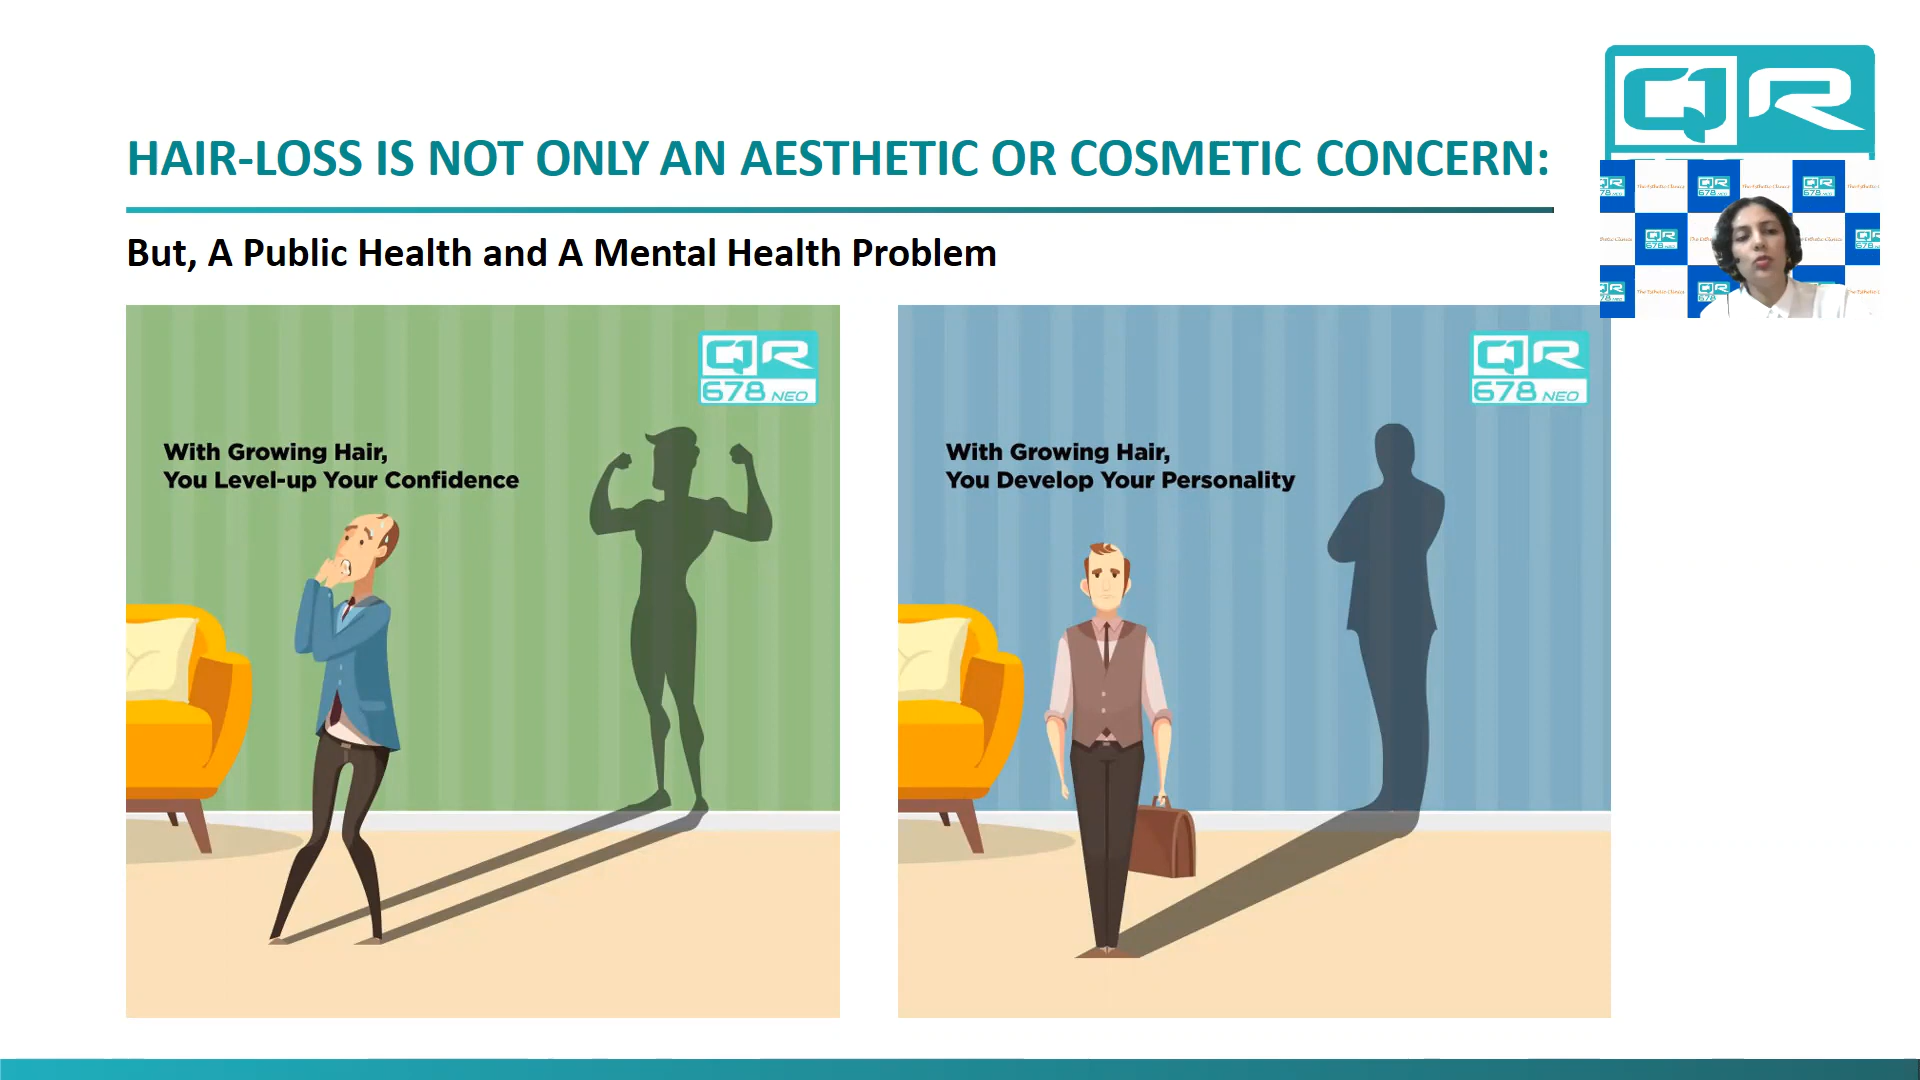 HAIR-LOSS IS NOT ONLY AN AESTHETIC OR COSMETIC CONCERN:
But, A Public Health and A Mental Health Problem
QR
QR
678 NEO
With Growing Hair,
You Level-up Your Confidence
QR
678 NEO
With Growing Hair,
You Develop Your Personality